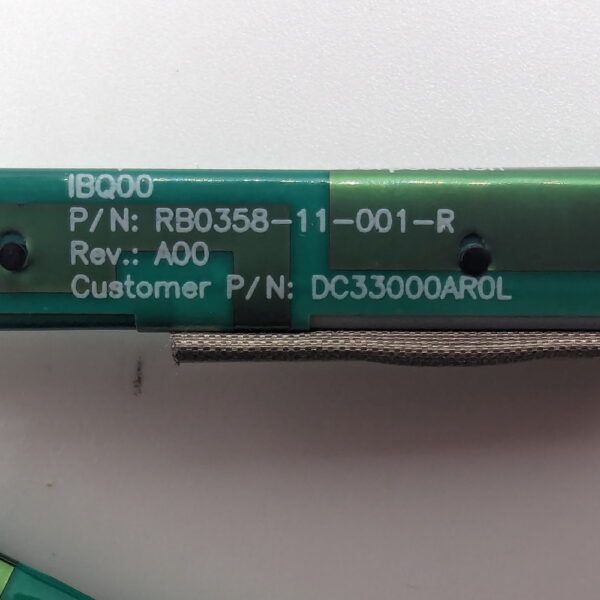 IBQ00
P/N: RB0358-11-001-R
Rev.: A00
Customer P/N: DC33000AR0L